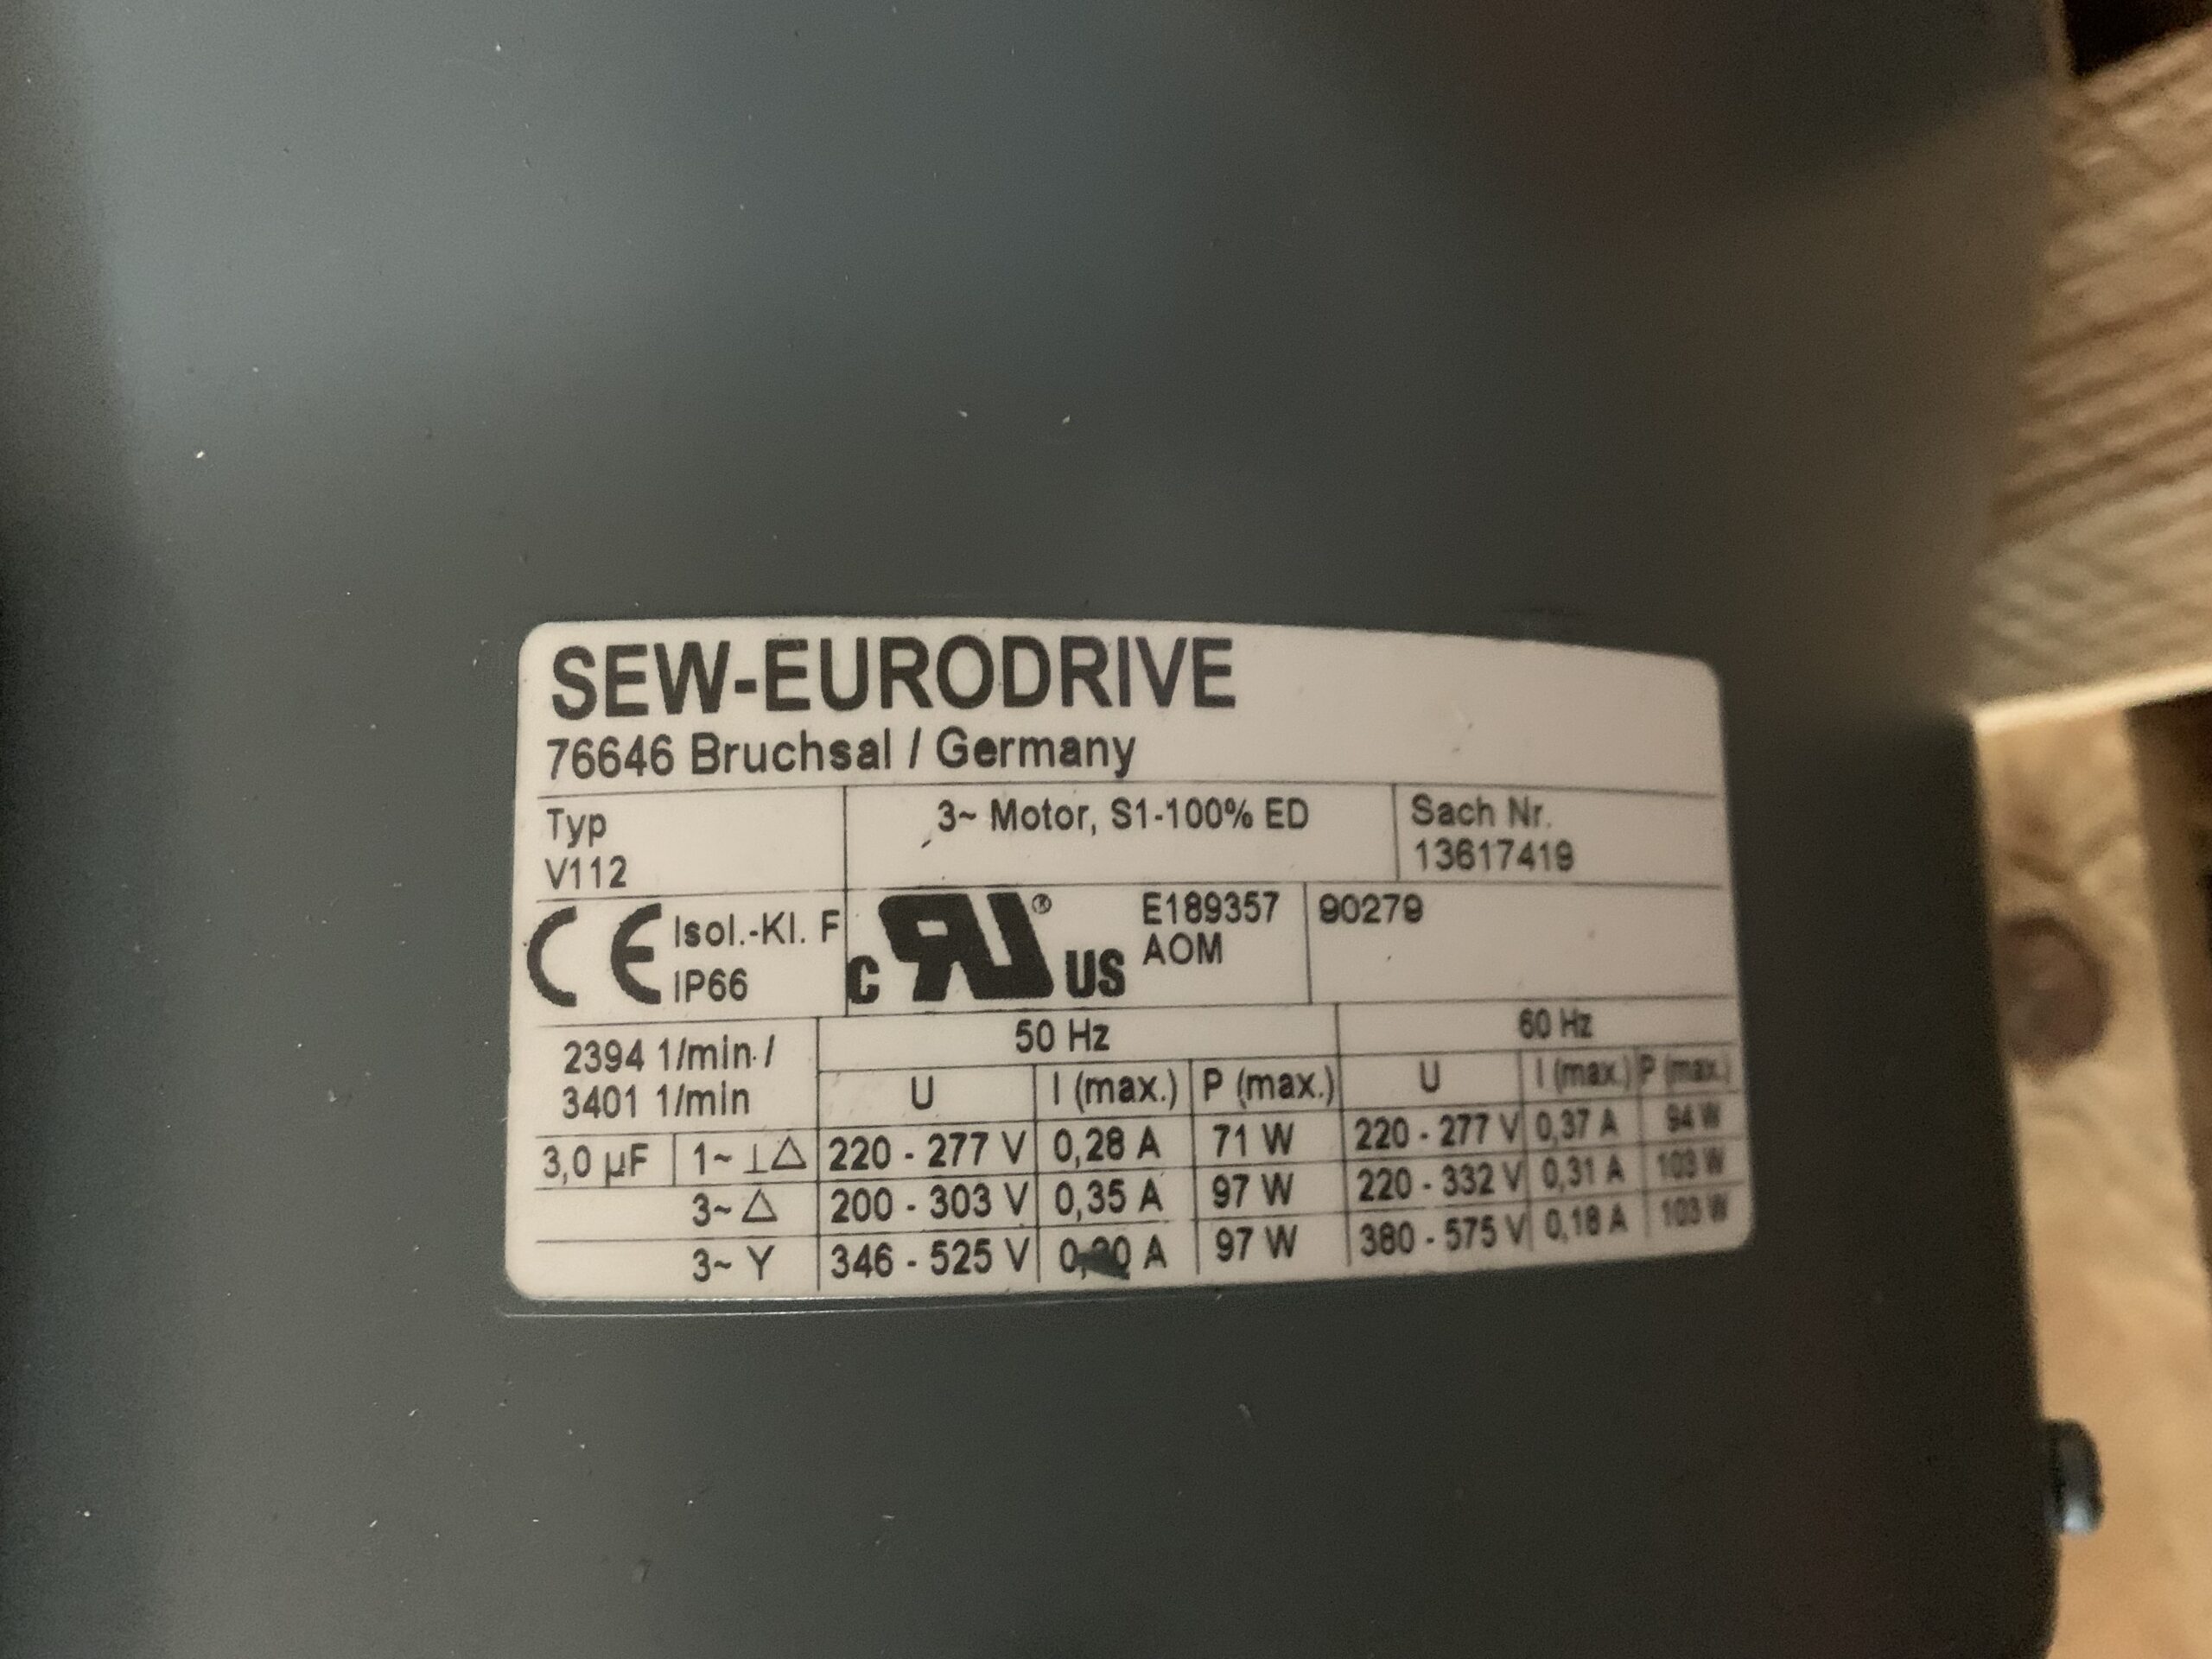 SEW-EURODRIVE
76646 Bruchsal / Germany
Typ
V112
3~ Motor, S1-100% ED
Sach Nr.
13617419
CE Isol.-Kl. F
IP66
C RU® US
E189357
AOM
90279
2394 1/min /
3401 1/min
50 Hz 60 Hz
U I (max.) P (max.) U I (max.) P (max.)
3,0 µF 1~ ⊥△ 220 - 277 V 0,28 A 71 W 220 - 277 V 0,37 A 94 W
3~ △ 200 - 303 V 0,35 A 97 W 220 - 332 V 0,31 A 103 W
3~ Y 346 - 525 V A 97 W 380 - 575 V 0,18 A 103 W